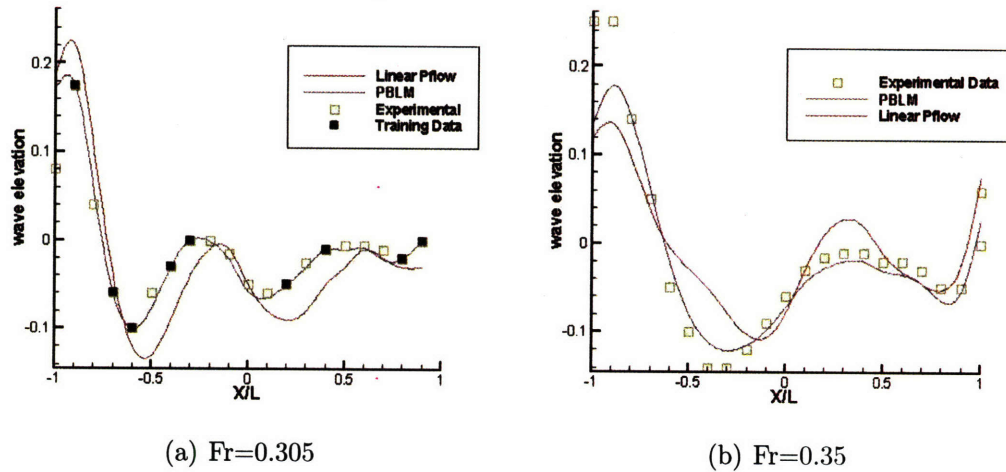 wave elevation
0.2
0.1
0
-0.1
-1
-0.5
0
0.5
1
X/L
Linear Pflow
PBLM
Experimental
Training Data
(a) Fr=0.305
wave elevation
0.2
0.1
0
-0.1
-1
-0.5
0
0.5
1
X/L
Experimental Data
PBLM
Linear Pflow
(b) Fr=0.35